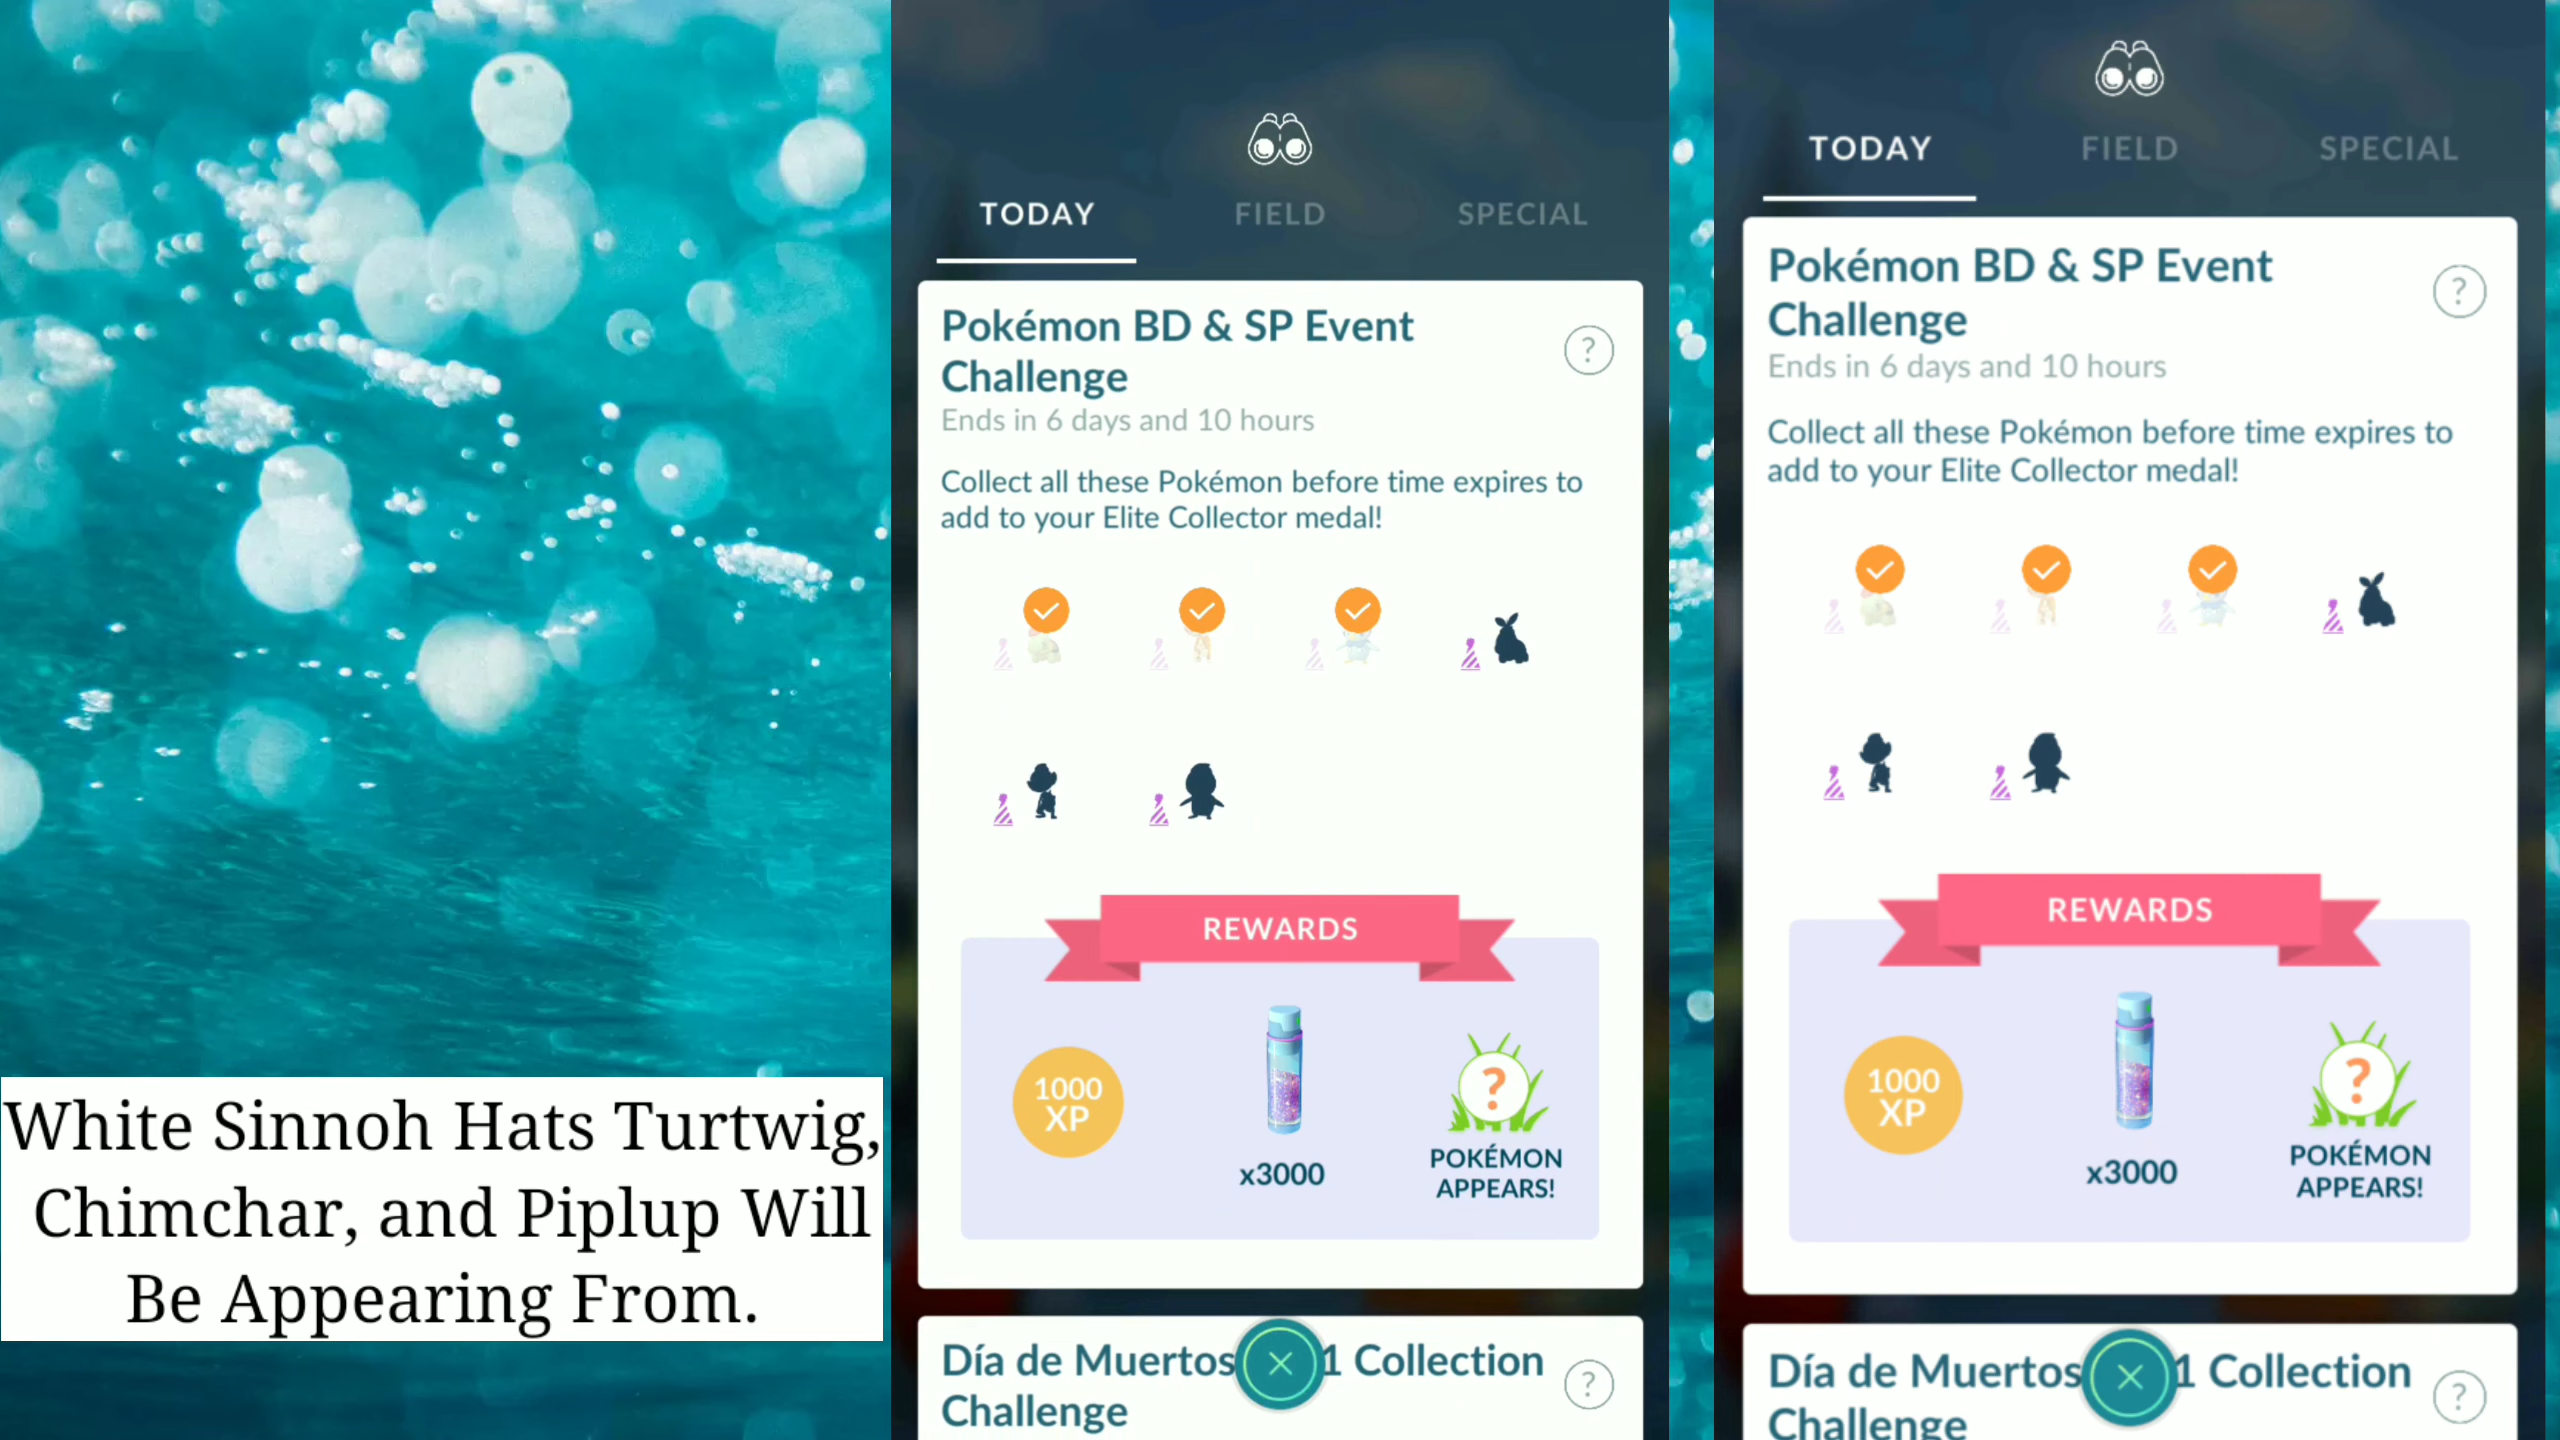 White Sinnoh Hats Turtwig,
Chimchar, and Piplup Will
Be Appearing From.
TODAY FIELD SPECIAL
Pokémon BD & SP Event
Challenge
?
Ends in 6 days and 10 hours
Collect all these Pokémon before time expires to
add to your Elite Collector medal!
REWARDS
1000
XP
x3000
?
POKÉMON
APPEARS!
Día de Muertos 1 Collection
Challenge
?
TODAY FIELD SPECIAL
Pokémon BD & SP Event
Challenge
?
Ends in 6 days and 10 hours
Collect all these Pokémon before time expires to
add to your Elite Collector medal!
REWARDS
1000
XP
x3000
?
POKÉMON
APPEARS!
Día de Muertos 1 Collection
Challenge
?